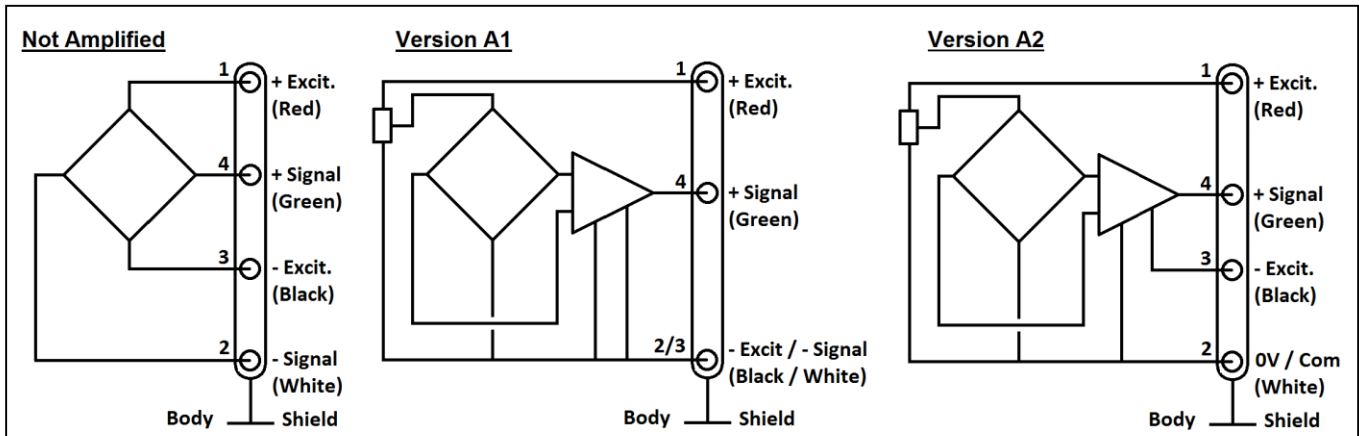 Not Amplified
1
+ Excit.
(Red)
4
+ Signal
(Green)
3
- Excit.
(Black)
2
- Signal
(White)
Body
Shield
Version A1
1
+ Excit.
(Red)
4
+ Signal
(Green)
2/3
- Excit / - Signal
(Black / White)
Body
Shield
Version A2
1
+ Excit.
(Red)
4
+ Signal
(Green)
3
- Excit.
(Black)
2
0V / Com
(White)
Body
Shield